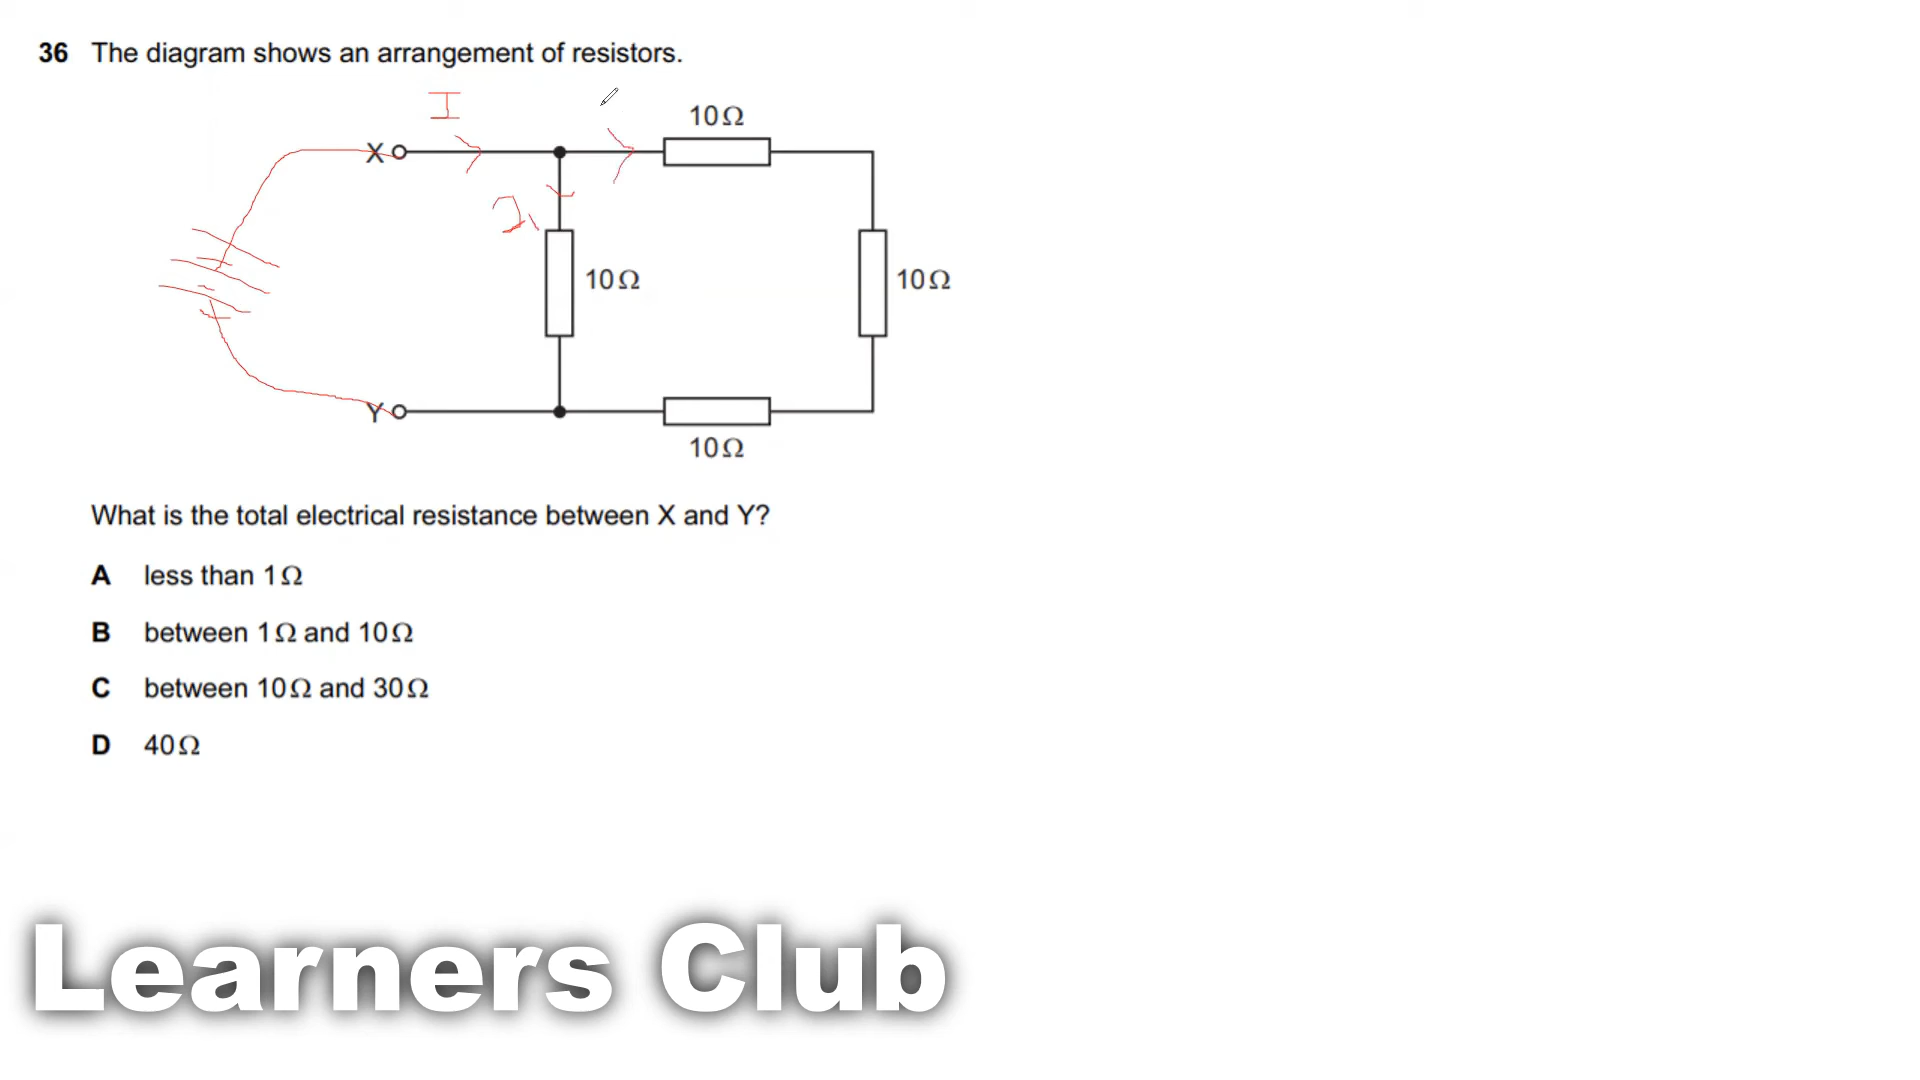 36 The diagram shows an arrangement of resistors.
I
10Ω
X
10Ω
10Ω
Y
10Ω
What is the total electrical resistance between X and Y?
A less than 1Ω
B between 1Ω and 10Ω
C between 10Ω and 30Ω
D 40Ω
Learners Club